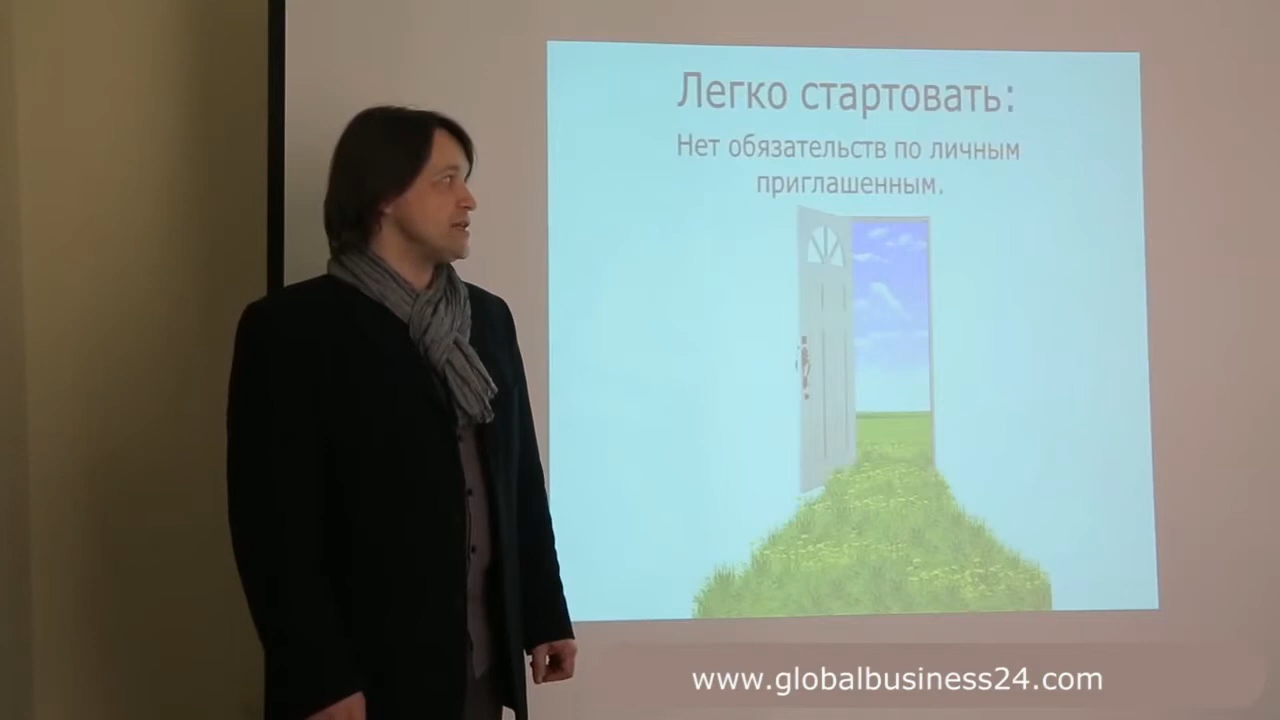 Легко стартовать:
Нет обязательств по личным
приглашенным.
www.globalbusiness24.com